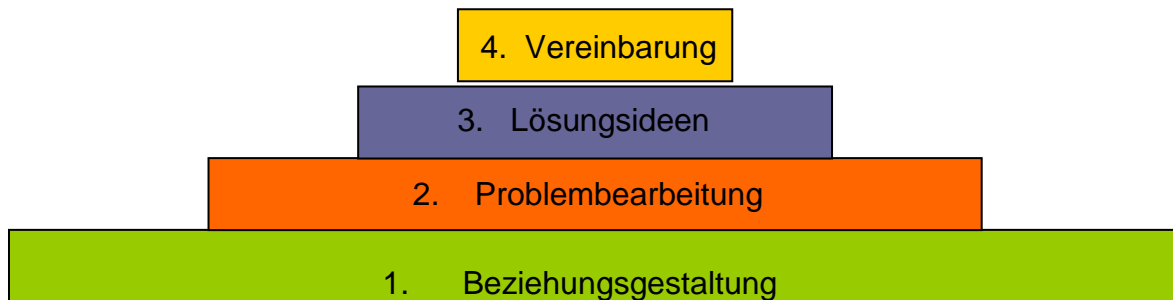 4. Vereinbarung
3. Lösungsideen
2. Problembearbeitung
1. Beziehungsgestaltung